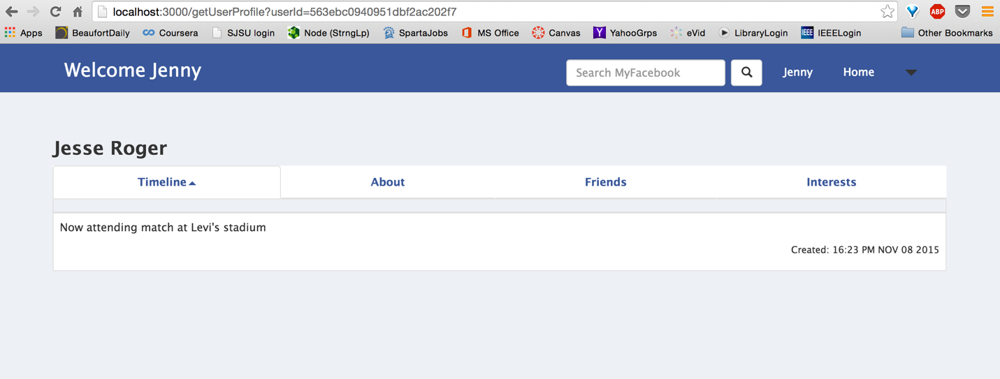 localhost:3000/getUserProfile?userId=563ebc0940951dbf2ac202f7
ABP
Apps BeaufortDaily Coursera SJSU login Node (StrngLp) SpartaJobs MS Office Canvas Y YahooGrps eVid LibraryLogin IEEE IEEELogin Other Bookmarks
Welcome Jenny Search MyFacebook Jenny Home
Jesse Roger
Timeline About Friends Interests
Now attending match at Levi's stadium
Created: 16:23 PM NOV 08 2015